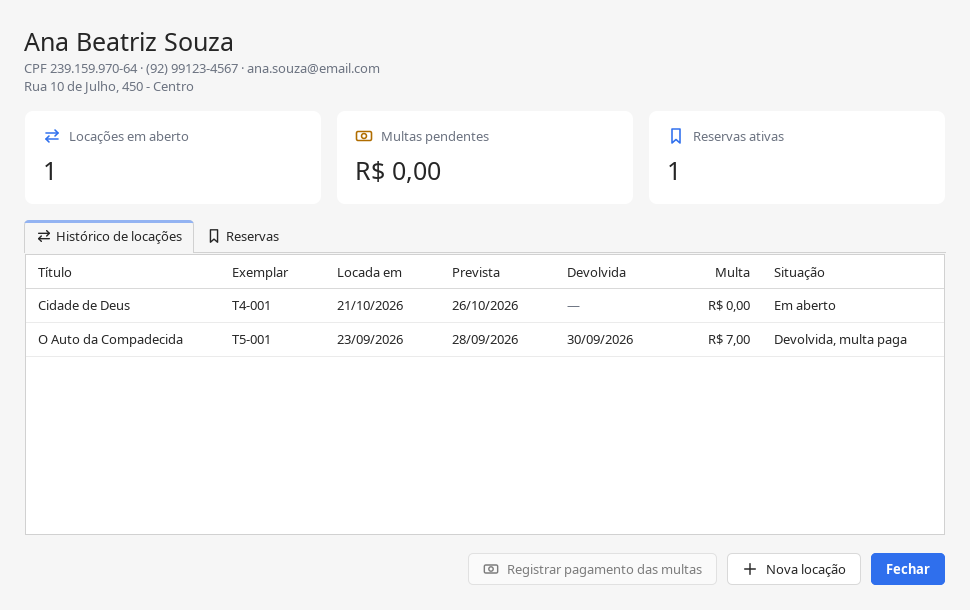 Ana Beatriz Souza
CPF 239.159.970-64 · (92) 99123-4567 · ana.souza@email.com
Rua 10 de Julho, 450 - Centro
Locações em aberto
1
Multas pendentes
R$ 0,00
Reservas ativas
1
Histórico de locações Reservas
Título Exemplar Locada em Prevista Devolvida Multa Situação
Cidade de Deus T4-001 21/10/2026 26/10/2026 — R$ 0,00 Em aberto
O Auto da Compadecida T5-001 23/09/2026 28/09/2026 30/09/2026 R$ 7,00 Devolvida, multa paga
Registrar pagamento das multas Nova locação Fechar